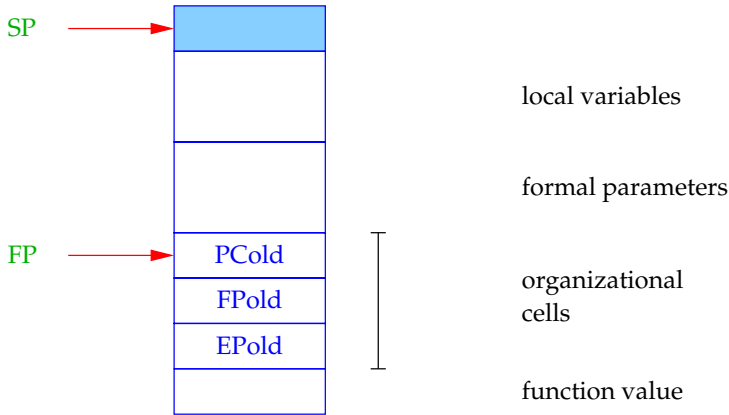 SP
local variables
formal parameters
FP
PCold
FPold
organizational
cells
EPold
function value